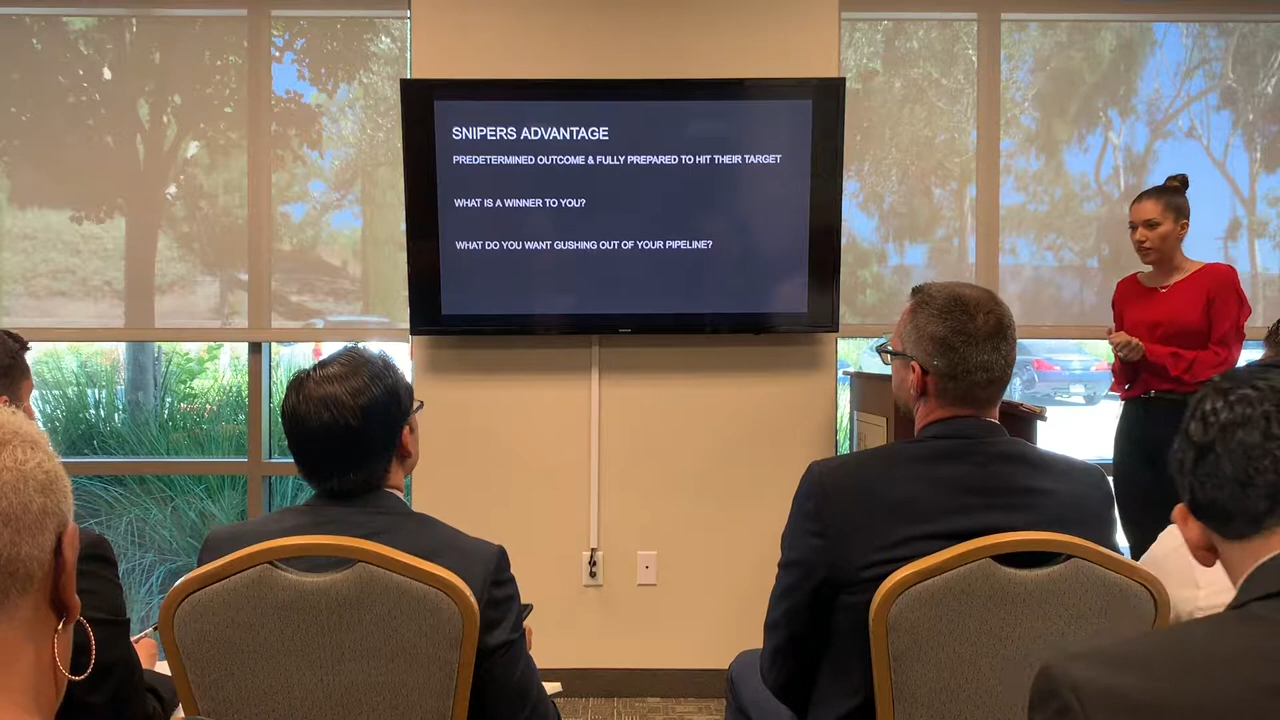 SNIPERS ADVANTAGE
PREDETERMINED OUTCOME & FULLY PREPARED TO HIT THEIR TARGET
WHAT IS A WINNER TO YOU?
WHAT DO YOU WANT GUSHING OUT OF YOUR PIPELINE?